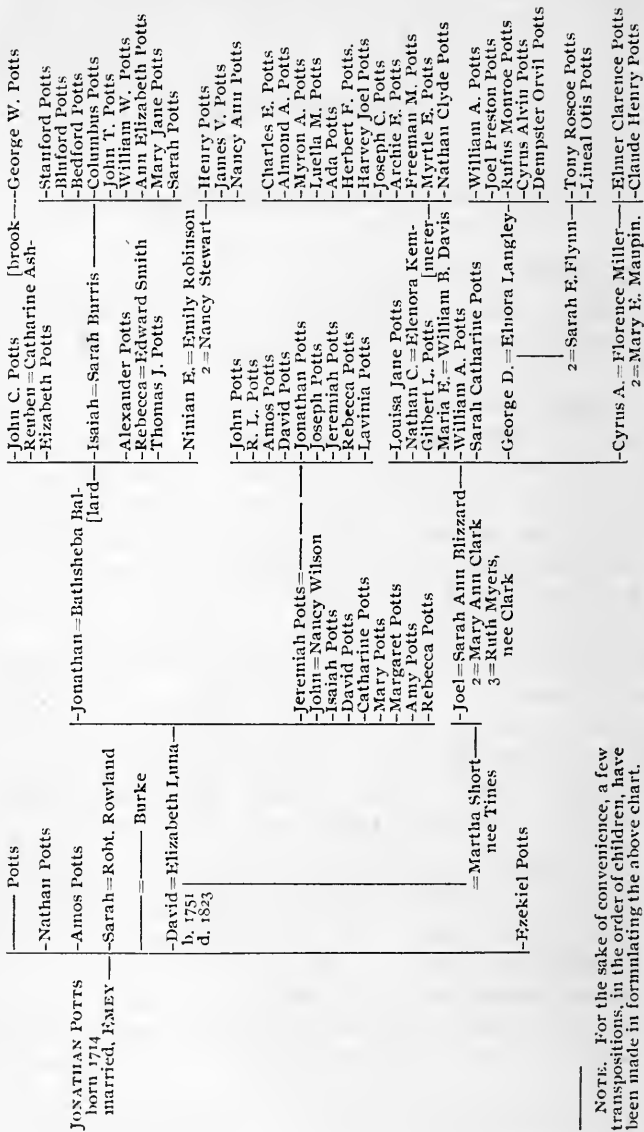 JONATHAN POTTS
born 1714
married, EMEY
—— Potts
-Nathan Potts
-Amos Potts
-Sarah=Robt. Rowland
——=—— Burke
-David=Elizabeth Luna—
b. 1751
d. 1823
=Martha Short—
nee Tines
-Ezekiel Potts
-Jonathan=Bathsheba Bal-
[lard—
-Jeremiah Potts=——
-John=Nancy Wilson
-Isaiah Potts
-David Potts
-Catharine Potts
-Mary Potts
-Margaret Potts
-Amy Potts
-Rebecca Potts
-Joel=Sarah Ann Blizzard
2=Mary Ann Clark
3=Ruth Myers,
nee Clark
-John C. Potts [brook
-Reuben=Catharine Ash-
-Eizabeth Potts
-Isaiah=Sarah Burris
-Alexander Potts
-Rebecca=Edward Smith
-Thomas J. Potts
-Ninian E.=Emily Robinson
2=Nancy Stewart—
-John Potts
-R. L. Potts
-Amos Potts
-David Potts
-Jonathan Potts
-Joseph Potts
-Jeremiah Potts
-Rebecca Potts
-Lavinia Potts
-Louisa Jane Potts
-Nathan C.=Elenora Kem-
-Gilbert L. Potts [merer—
-Maria E.=William B. Davis
-William A. Potts
-Sarah Catharine Potts
-George D.=Elnora Langley—
2=Sarah E. Flynn—
-Cyrus A.=Florence Miller—
2=Mary E. Maupin.
-George W. Potts
-Stanford Potts
-Bluford Potts
-Bedford Potts
-Columbus Potts
-John T. Potts
-William W. Potts
-Ann Elizabeth Potts
-Mary Jane Potts
-Sarah Potts
-Henry Potts
-James V. Potts
-Nancy Ann Potts
-Charles E. Potts
-Almond A. Potts
-Myron A. Potts
-Luella M. Potts
-Ada Potts
-Herbert F. Potts.
-Harvey Joel Potts
-Joseph C. Potts
-Archie E. Potts
-Freeman M. Potts
-Myrtle E. Potts
-Nathan Clyde Potts
-William A. Potts
-Joel Preston Potts
-Rufus Monroe Potts
-Cyrus Alvin Potts
-Dempster Orvil Potts
-Tony Roscoe Potts
-Lineal Otis Potts
-Elmer Clarence Potts
-Claude Henry Potts
NOTE. For the sake of convenience, a few
transpositions, in the order of children, have
been made in formulating the above chart.